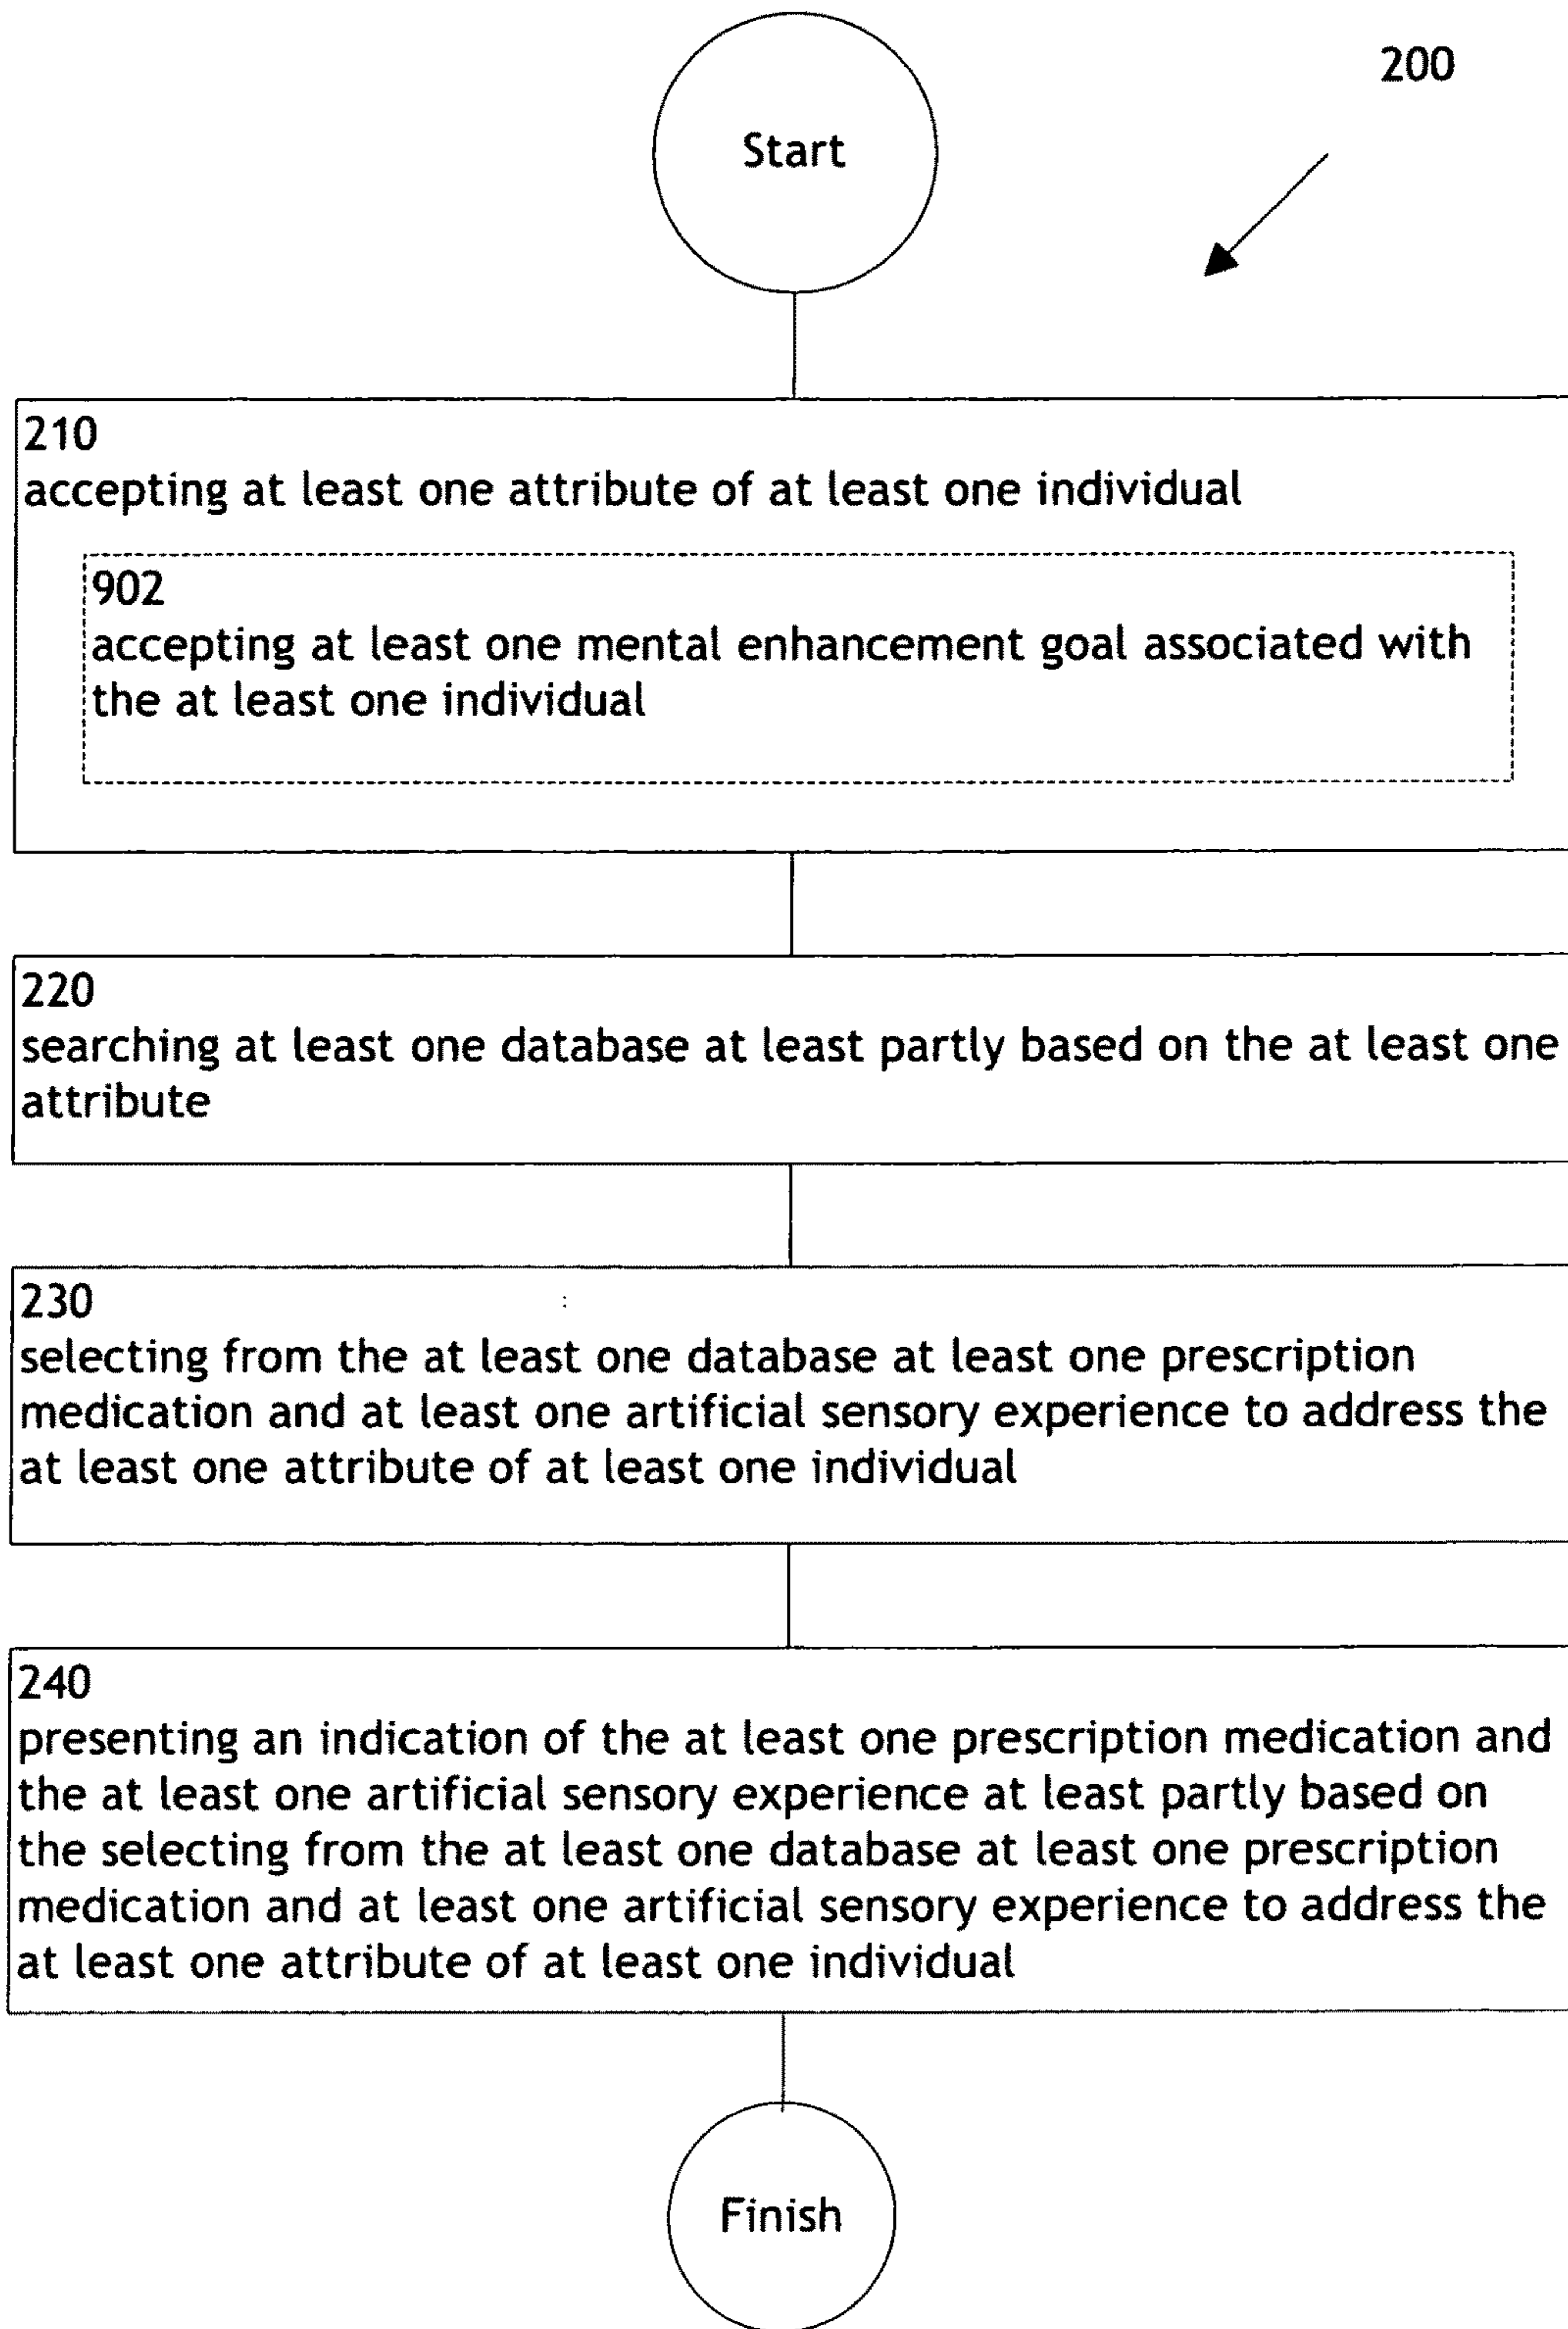 200
Start
210
accepting at least one attribute of at least one individual
902
accepting at least one mental enhancement goal associated with
the at least one individual
220
searching at least one database at least partly based on the at least one
attribute
230
selecting from the at least one database at least one prescription
medication and at least one artificial sensory experience to address the
at least one attribute of at least one individual
240
presenting an indication of the at least one prescription medication and
the at least one artificial sensory experience at least partly based on
the selecting from the at least one database at least one prescription
medication and at least one artificial sensory experience to address the
at least one attribute of at least one individual
Finish